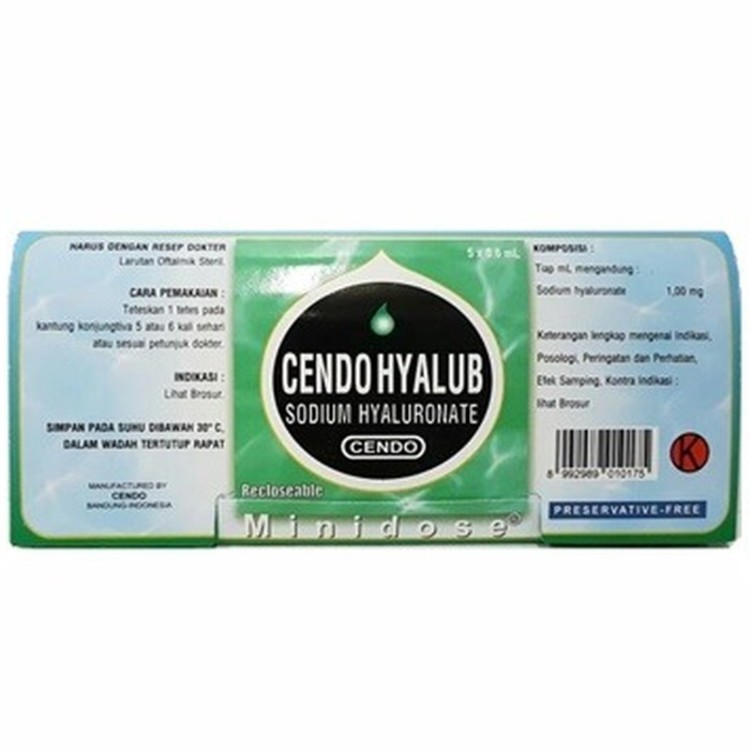 HARUS DENGAN RESEP DOKTER
Larutan Oftalmik Steril.
CARA PEMAKAIAN :
Teteskan 1 tetes pada
kantung konjungtiva 5 atau 6 kali sehari
atau sesuai petunjuk dokter.
INDIKASI :
Lihat Brosur.
SIMPAN PADA SUHU DIBAWAH 30° C,
DALAM WADAH TERTUTUP RAPAT
MANUFACTURED BY
CENDO
BANDUNG-INDONESIA
5 x 0.6 mL
CENDO HYALUB
SODIUM HYALURONATE
CENDO
Recloseable
Minidose®
KOMPOSISI :
Tiap mL mengandung :
Sodium hyaluronate 1,00 mg
Keterangan lengkap mengenai Indikasi,
Posologi, Peringatan dan Perhatian,
Efek Samping, Kontra Indikasi :
lihat Brosur
8 992989 010175
K
PRESERVATIVE-FREE